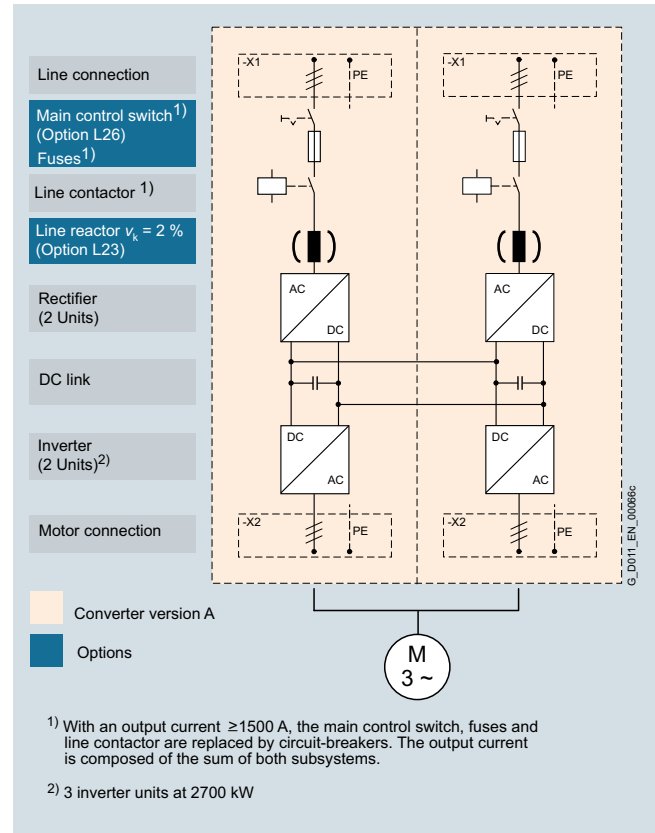 Line connection
Main control switch1)
(Option L26)
Fuses1)
Line contactor 1)
Line reactor vk = 2 %
(Option L23)
Rectifier
(2 Units)
DC link
Inverter
(2 Units)2)
Motor connection
-X1
PE
-X1
PE
AC
DC
AC
DC
DC
AC
DC
AC
-X2
PE
-X2
PE
G_D011_EN_00066c
M
3 ~
Converter version A
Options
1) With an output current ≥1500 A, the main control switch, fuses and
line contactor are replaced by circuit-breakers. The output current
is composed of the sum of both subsystems.
2) 3 inverter units at 2700 kW